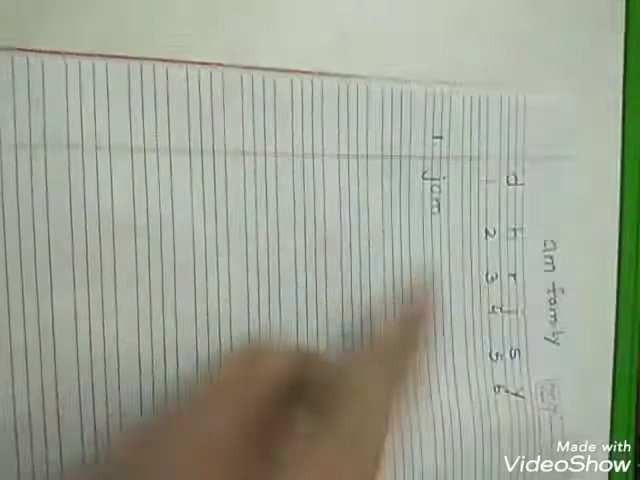 am family
d h r j s y
1 2 3 4 5 6
1. jam
Made with
VideoShow